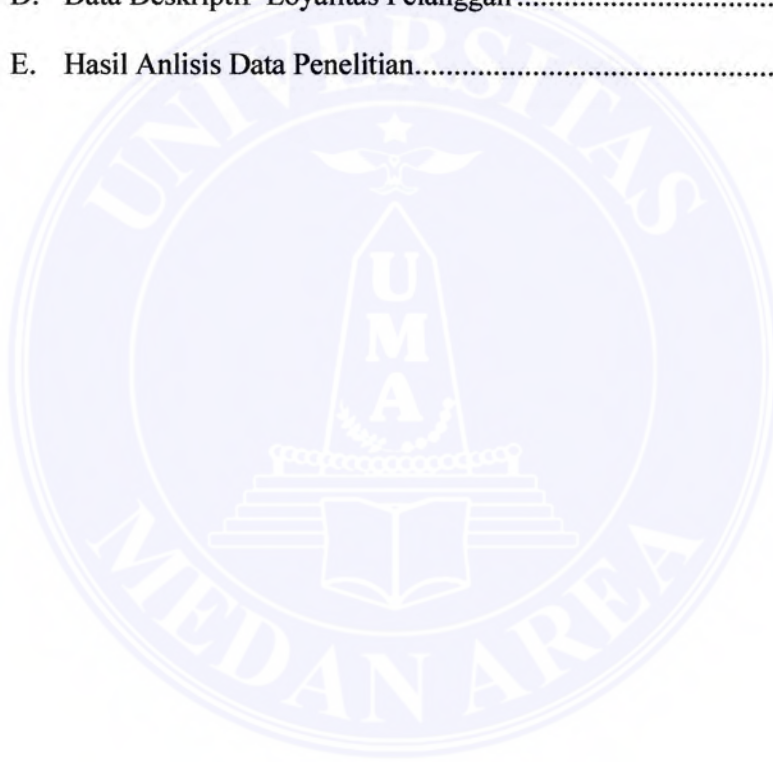 D. Data Deskriptif Loyalitas Pelanggan................................
E. Hasil Anlisis Data Penelitian.............................................
UNIVERSITAS
UMA
MEDAN AREA